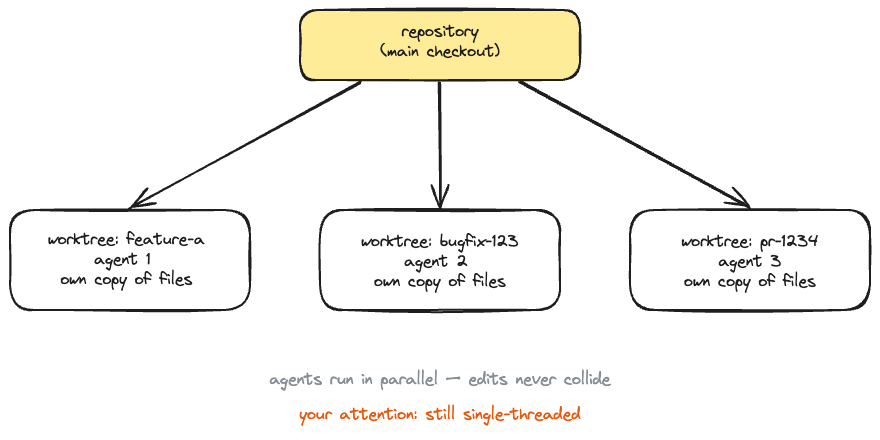 repository
(main checkout)
worktree: feature-a
agent 1
own copy of files
worktree: bugfix-123
agent 2
own copy of files
worktree: pr-1234
agent 3
own copy of files
agents run in parallel — edits never collide
your attention: still single-threaded